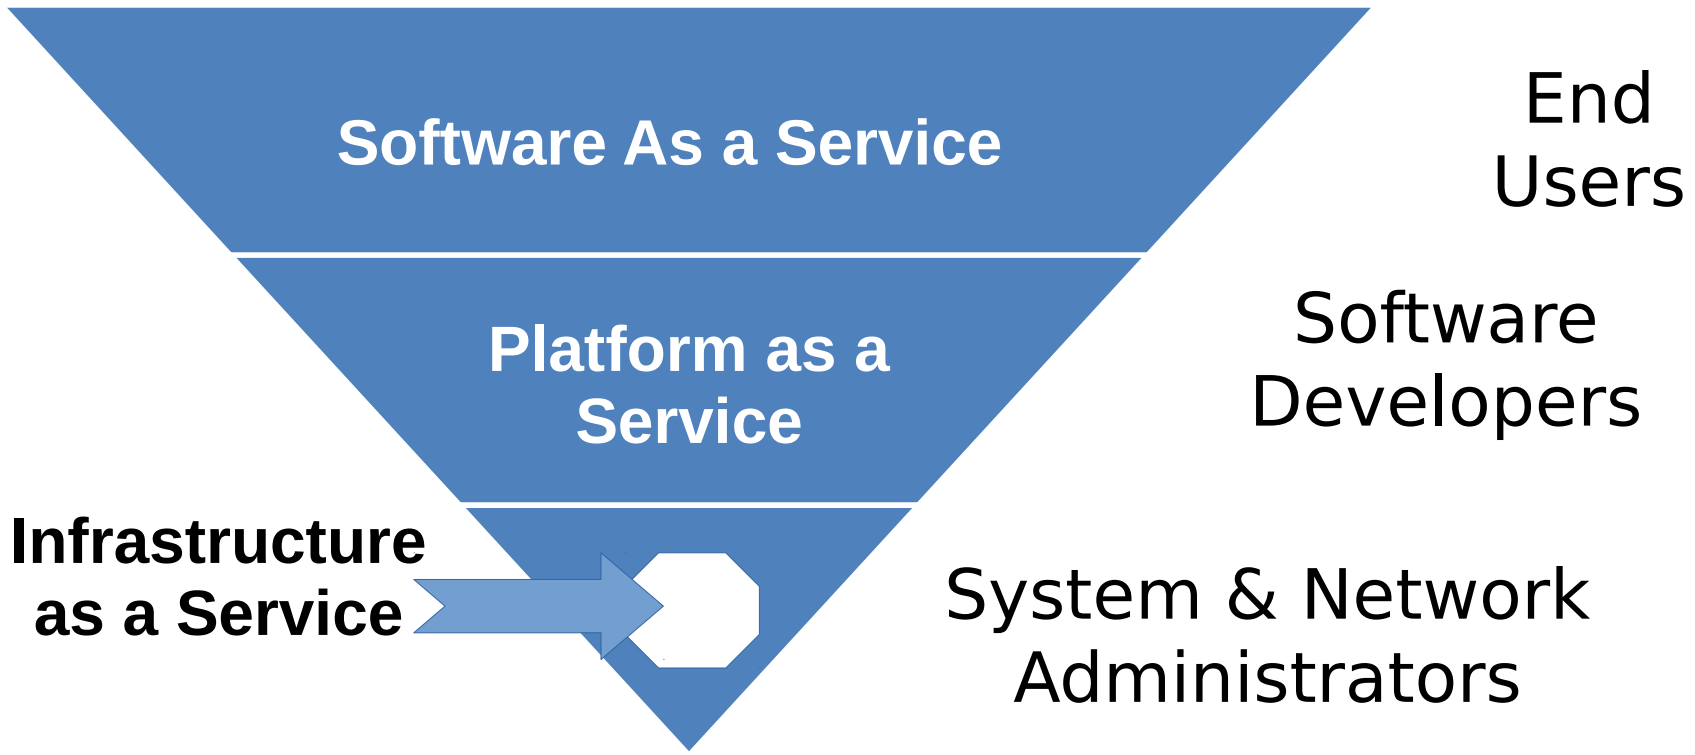 Software As a Service
End
Users
Platform as a
Service
Software
Developers
Infrastructure
as a Service
System & Network
Administrators